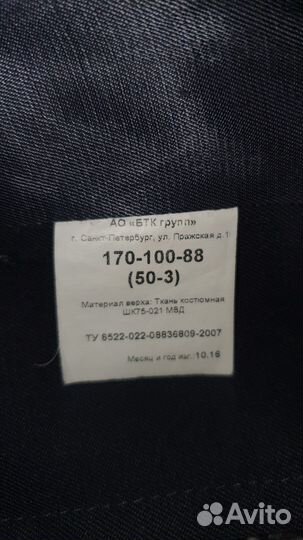 АО «БТК групп»
г. Санкт-Петербург, ул. Пражская д.1
170-100-88
(50-3)
Материал верха: Ткань костюмная
ШК75-021 МВД
ТУ 8522-022-08836809-2007
Месяц и год изг. 10.16
Avito